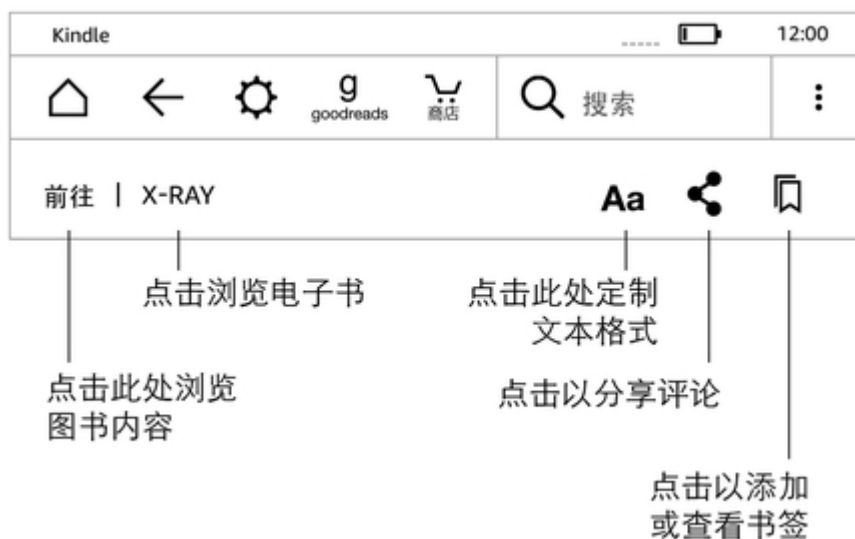 Kindle
12:00
g
goodreads
商店
搜索
前往 | X-RAY
Aa
点击浏览电子书
点击此处定制
文本格式
点击此处浏览
图书内容
点击以分享评论
点击以添加
或查看书签